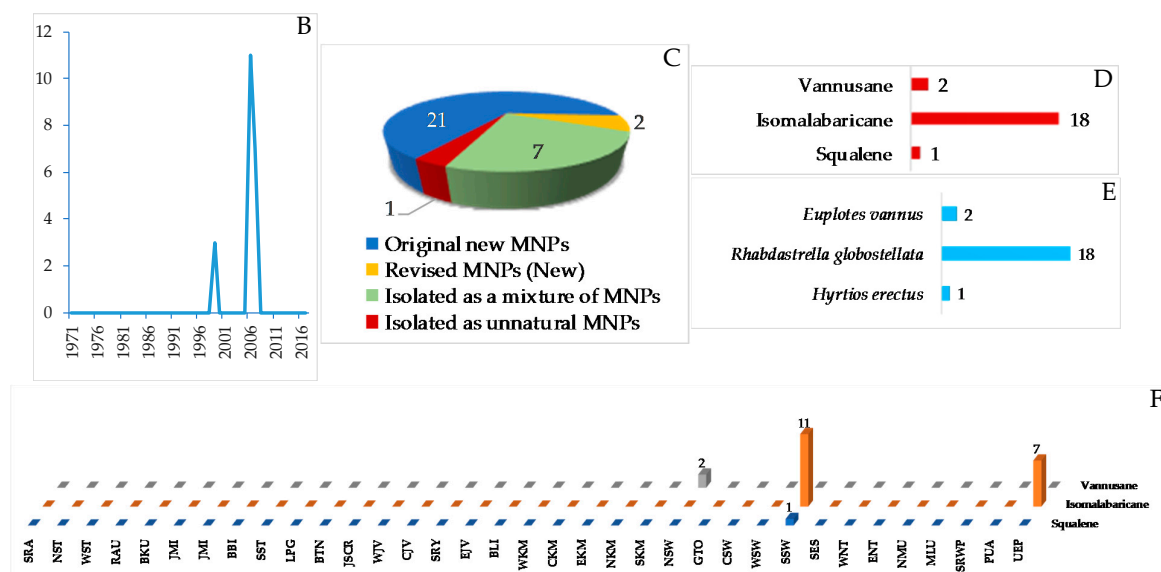 B
12
10
8
6
4
2
0
1971
1976
1981
1986
1991
1996
2001
2006
2011
2016
C
21
2
7
1
Original new MNPs
Revised MNPs (New)
Isolated as a mixture of MNPs
Isolated as unnatural MNPs
D
Vannusane 2
Isomalabaricane 18
Squalene 1
E
Euplotes vannus 2
Rhabdastrella globostellata 18
Hyrtios erectus 1
F
11
7
2
1
Vannusane
Isomalabaricane
Squalene
SRA
NST
WST
RAU
BKU
JMI
JMI
BBI
SST
LPG
BTN
JSCR
WJV
CJV
SRY
EJV
BLI
WKM
CKM
EKM
NKM
SKM
NSW
GTO
CSW
WSW
SSW
SES
WNT
ENT
NMU
MLU
SRWP
PUA
UEP